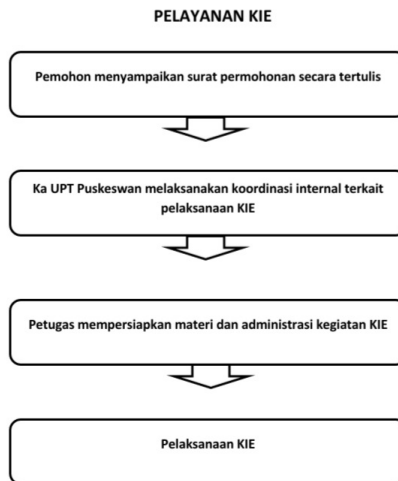 PELAYANAN KIE
Pemohon menyampaikan surat permohonan secara tertulis
Ka UPT Puskeswan melaksanakan koordinasi internal terkait
pelaksanaan KIE
Petugas mempersiapkan materi dan administrasi kegiatan KIE
Pelaksanaan KIE